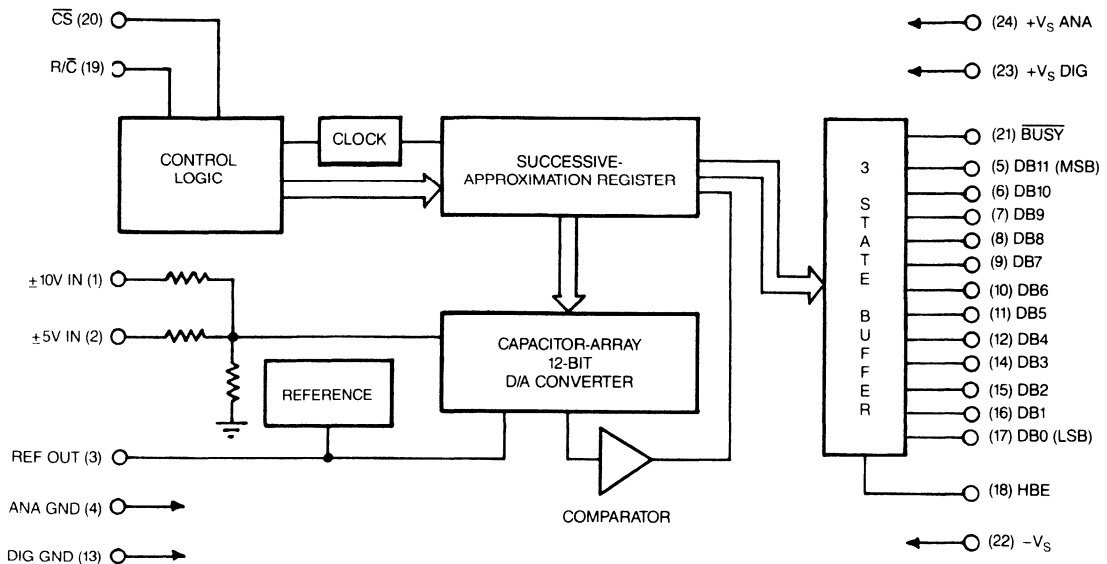 C̅S̅ (20)
R/C̅ (19)
±10V IN (1)
±5V IN (2)
REF OUT (3)
ANA GND (4)
DIG GND (13)
CONTROL
LOGIC
CLOCK
SUCCESSIVE-
APPROXIMATION REGISTER
CAPACITOR-ARRAY
12-BIT
D/A CONVERTER
REFERENCE
COMPARATOR
3 STATE BUFFER
(24) +VS ANA
(23) +VS DIG
(21) B̅U̅S̅Y̅
(5) DB11 (MSB)
(6) DB10
(7) DB9
(8) DB8
(9) DB7
(10) DB6
(11) DB5
(12) DB4
(14) DB3
(15) DB2
(16) DB1
(17) DB0 (LSB)
(18) HBE
(22) −VS